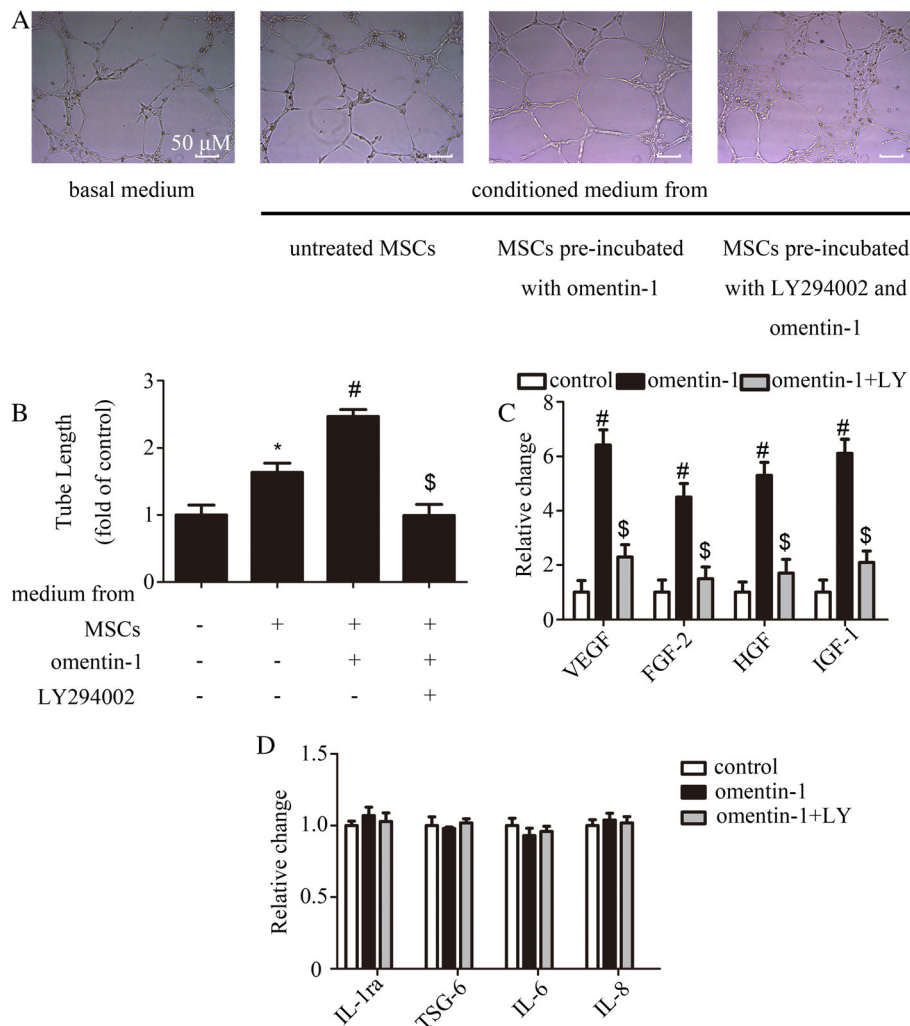 A
50 μM
basal medium
conditioned medium from
untreated MSCs
MSCs pre-incubated
with omentin-1
MSCs pre-incubated
with LY294002 and
omentin-1
B
Tube Length
(fold of control)
3
2
1
0
*
#
$
medium from
MSCs - + + +
omentin-1 - - + +
LY294002 - - - +
control omentin-1 omentin-1+LY
C
Relative change
8
6
4
2
0
# $
# $
# $
# $
VEGF
FGF-2
HGF
IGF-1
D
Relative change
1.5
1.0
0.5
0
control
omentin-1
omentin-1+LY
IL-1ra
TSG-6
IL-6
IL-8